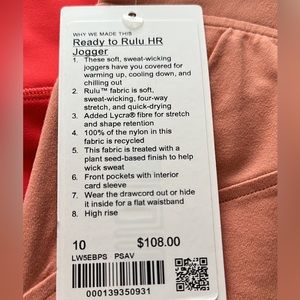 WHY WE MADE THIS
Ready to Rulu HR
Jogger
1. These soft, sweat-wicking
joggers have you covered for
warming up, cooling down, and
chilling out
2. Rulu™ fabric is soft,
sweat-wicking, four-way
stretch, and quick-drying
3. Added Lycra® fibre for stretch
and shape retention
4. 100% of the nylon in this
fabric is recycled
5. This fabric is treated with a
plant seed-based finish to help
wick sweat
6. Front pockets with interior
card sleeve
7. Wear the drawcord out or hide
it inside for a flat waistband
8. High rise
10 $108.00
LW5EBPS PSAV
000139350931